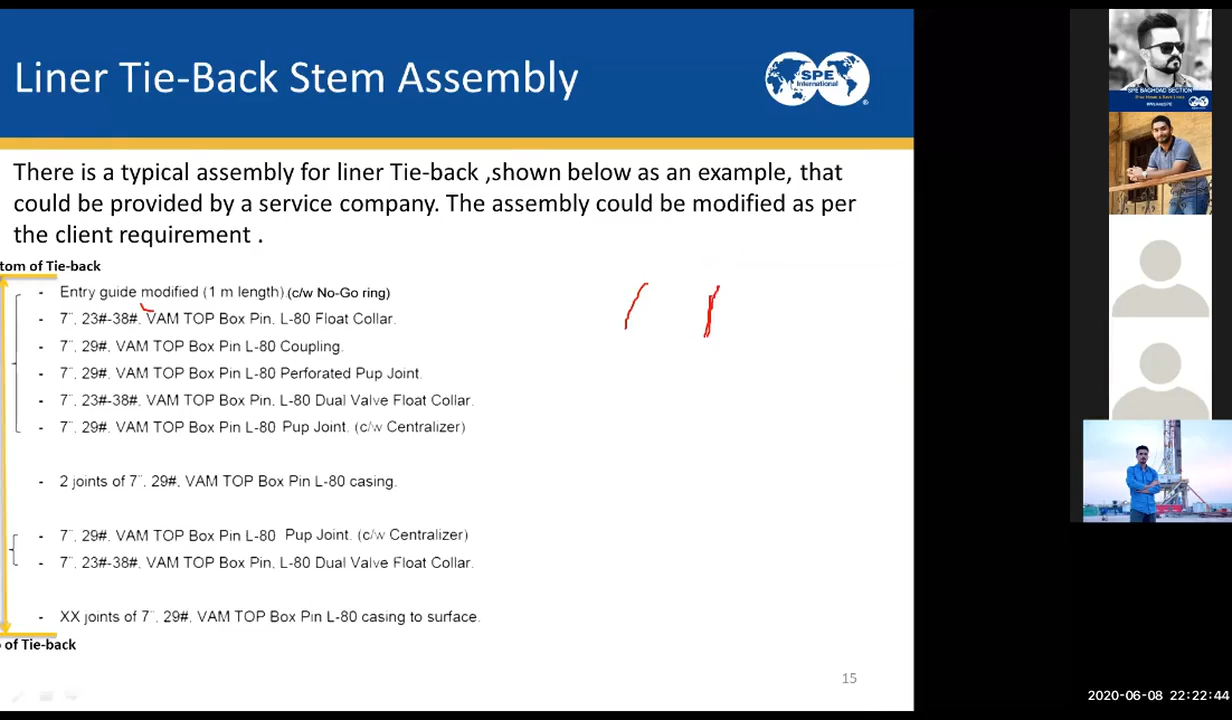 Liner Tie-Back Stem Assembly
SPE
International
There is a typical assembly for liner Tie-back ,shown below as an example, that
could be provided by a service company. The assembly could be modified as per
the client requirement .
tom of Tie-back
- Entry guide modified (1 m length).(c/w No-Go ring)
- 7". 23#-38#. VAM TOP Box Pin. L-80 Float Collar.
- 7". 29#. VAM TOP Box Pin L-80 Coupling.
- 7". 29#. VAM TOP Box Pin L-80 Perforated Pup Joint.
- 7". 23#-38#. VAM TOP Box Pin. L-80 Dual Valve Float Collar.
- 7". 29#. VAM TOP Box Pin L-80 Pup Joint. (c/w Centralizer)
- 2 joints of 7". 29#. VAM TOP Box Pin L-80 casing.
- 7". 29#. VAM TOP Box Pin L-80 Pup Joint. (c/w Centralizer)
- 7". 23#-38#. VAM TOP Box Pin. L-80 Dual Valve Float Collar.
- XX joints of 7". 29#. VAM TOP Box Pin L-80 casing to surface.
of Tie-back
15
SPE BAGHDAD SECTION
2020-06-08 22:22:44